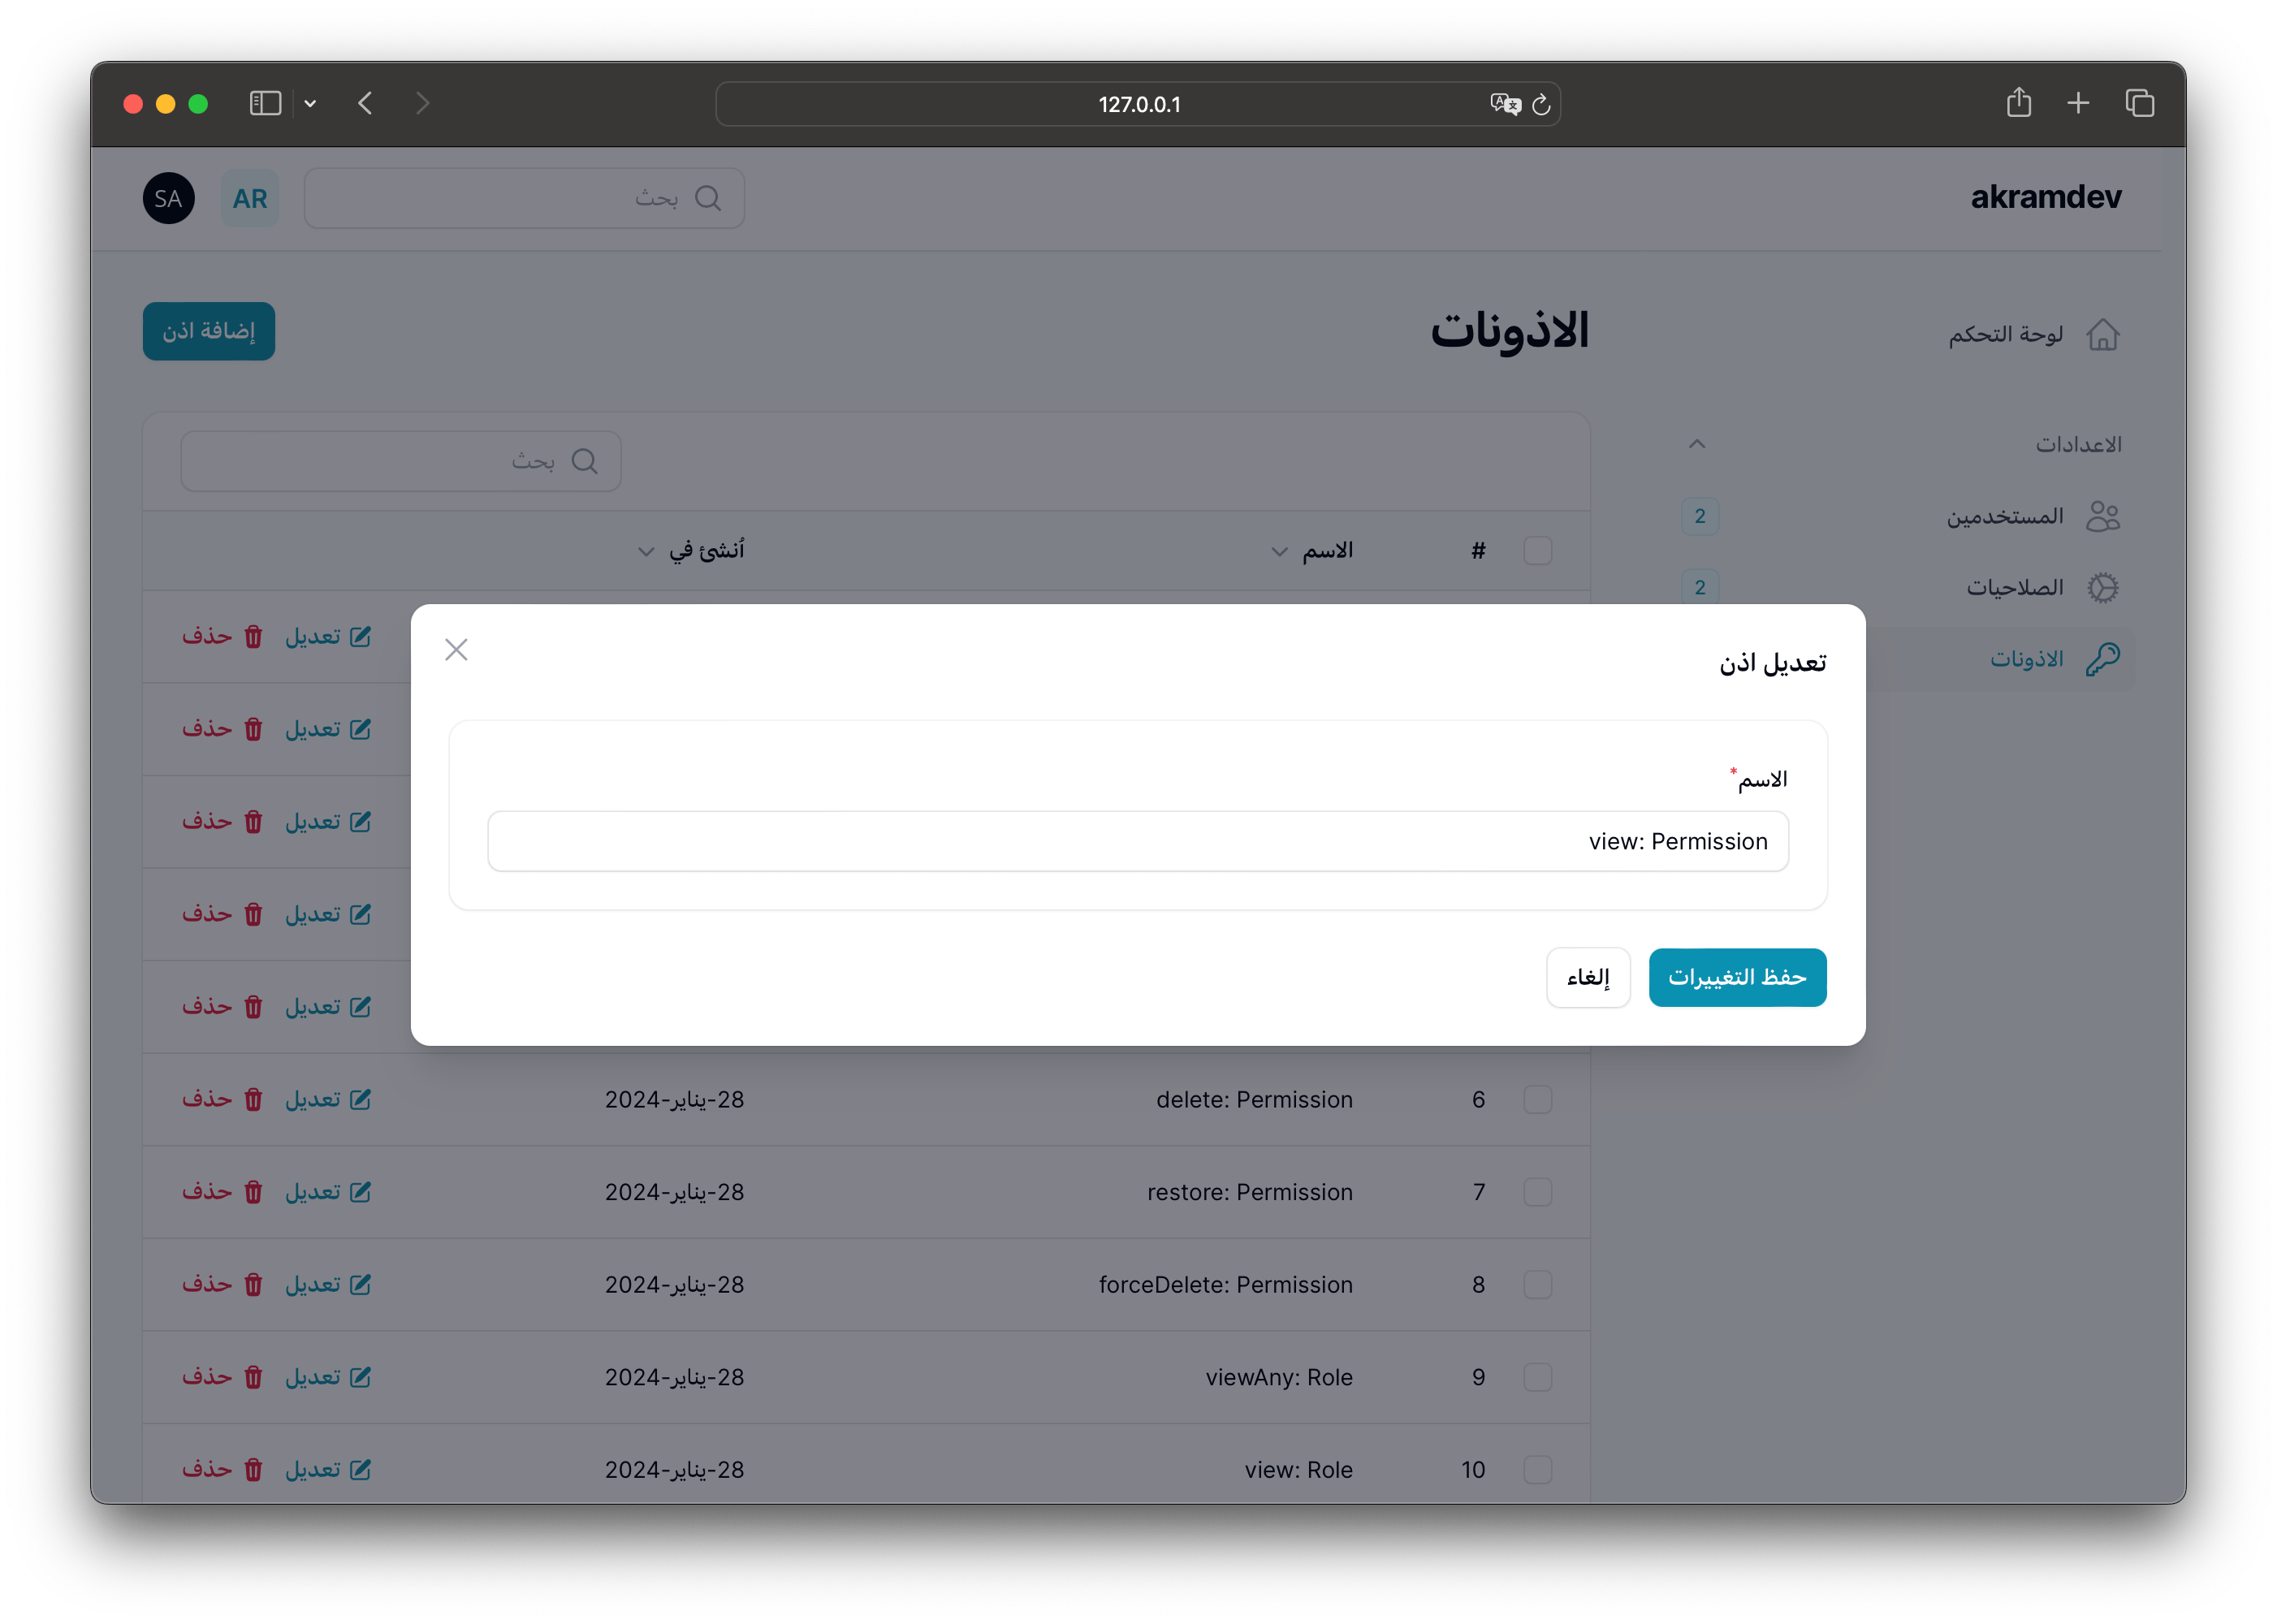 127.0.0.1
akramdev
بحث
AR
SA
لوحة التحكم
الاعدادات
المستخدمين 2
الصلاحيات 2
الاذونات
الاذونات
إضافة اذن
بحث
# الاسم أنشئ في
تعديل حذف
تعديل حذف
تعديل حذف
تعديل حذف
تعديل حذف
تعديل اذن
الاسم*
view: Permission
حفظ التغييرات إلغاء
6 delete: Permission 28-يناير-2024 تعديل حذف
7 restore: Permission 28-يناير-2024 تعديل حذف
8 forceDelete: Permission 28-يناير-2024 تعديل حذف
9 viewAny: Role 28-يناير-2024 تعديل حذف
10 view: Role 28-يناير-2024 تعديل حذف